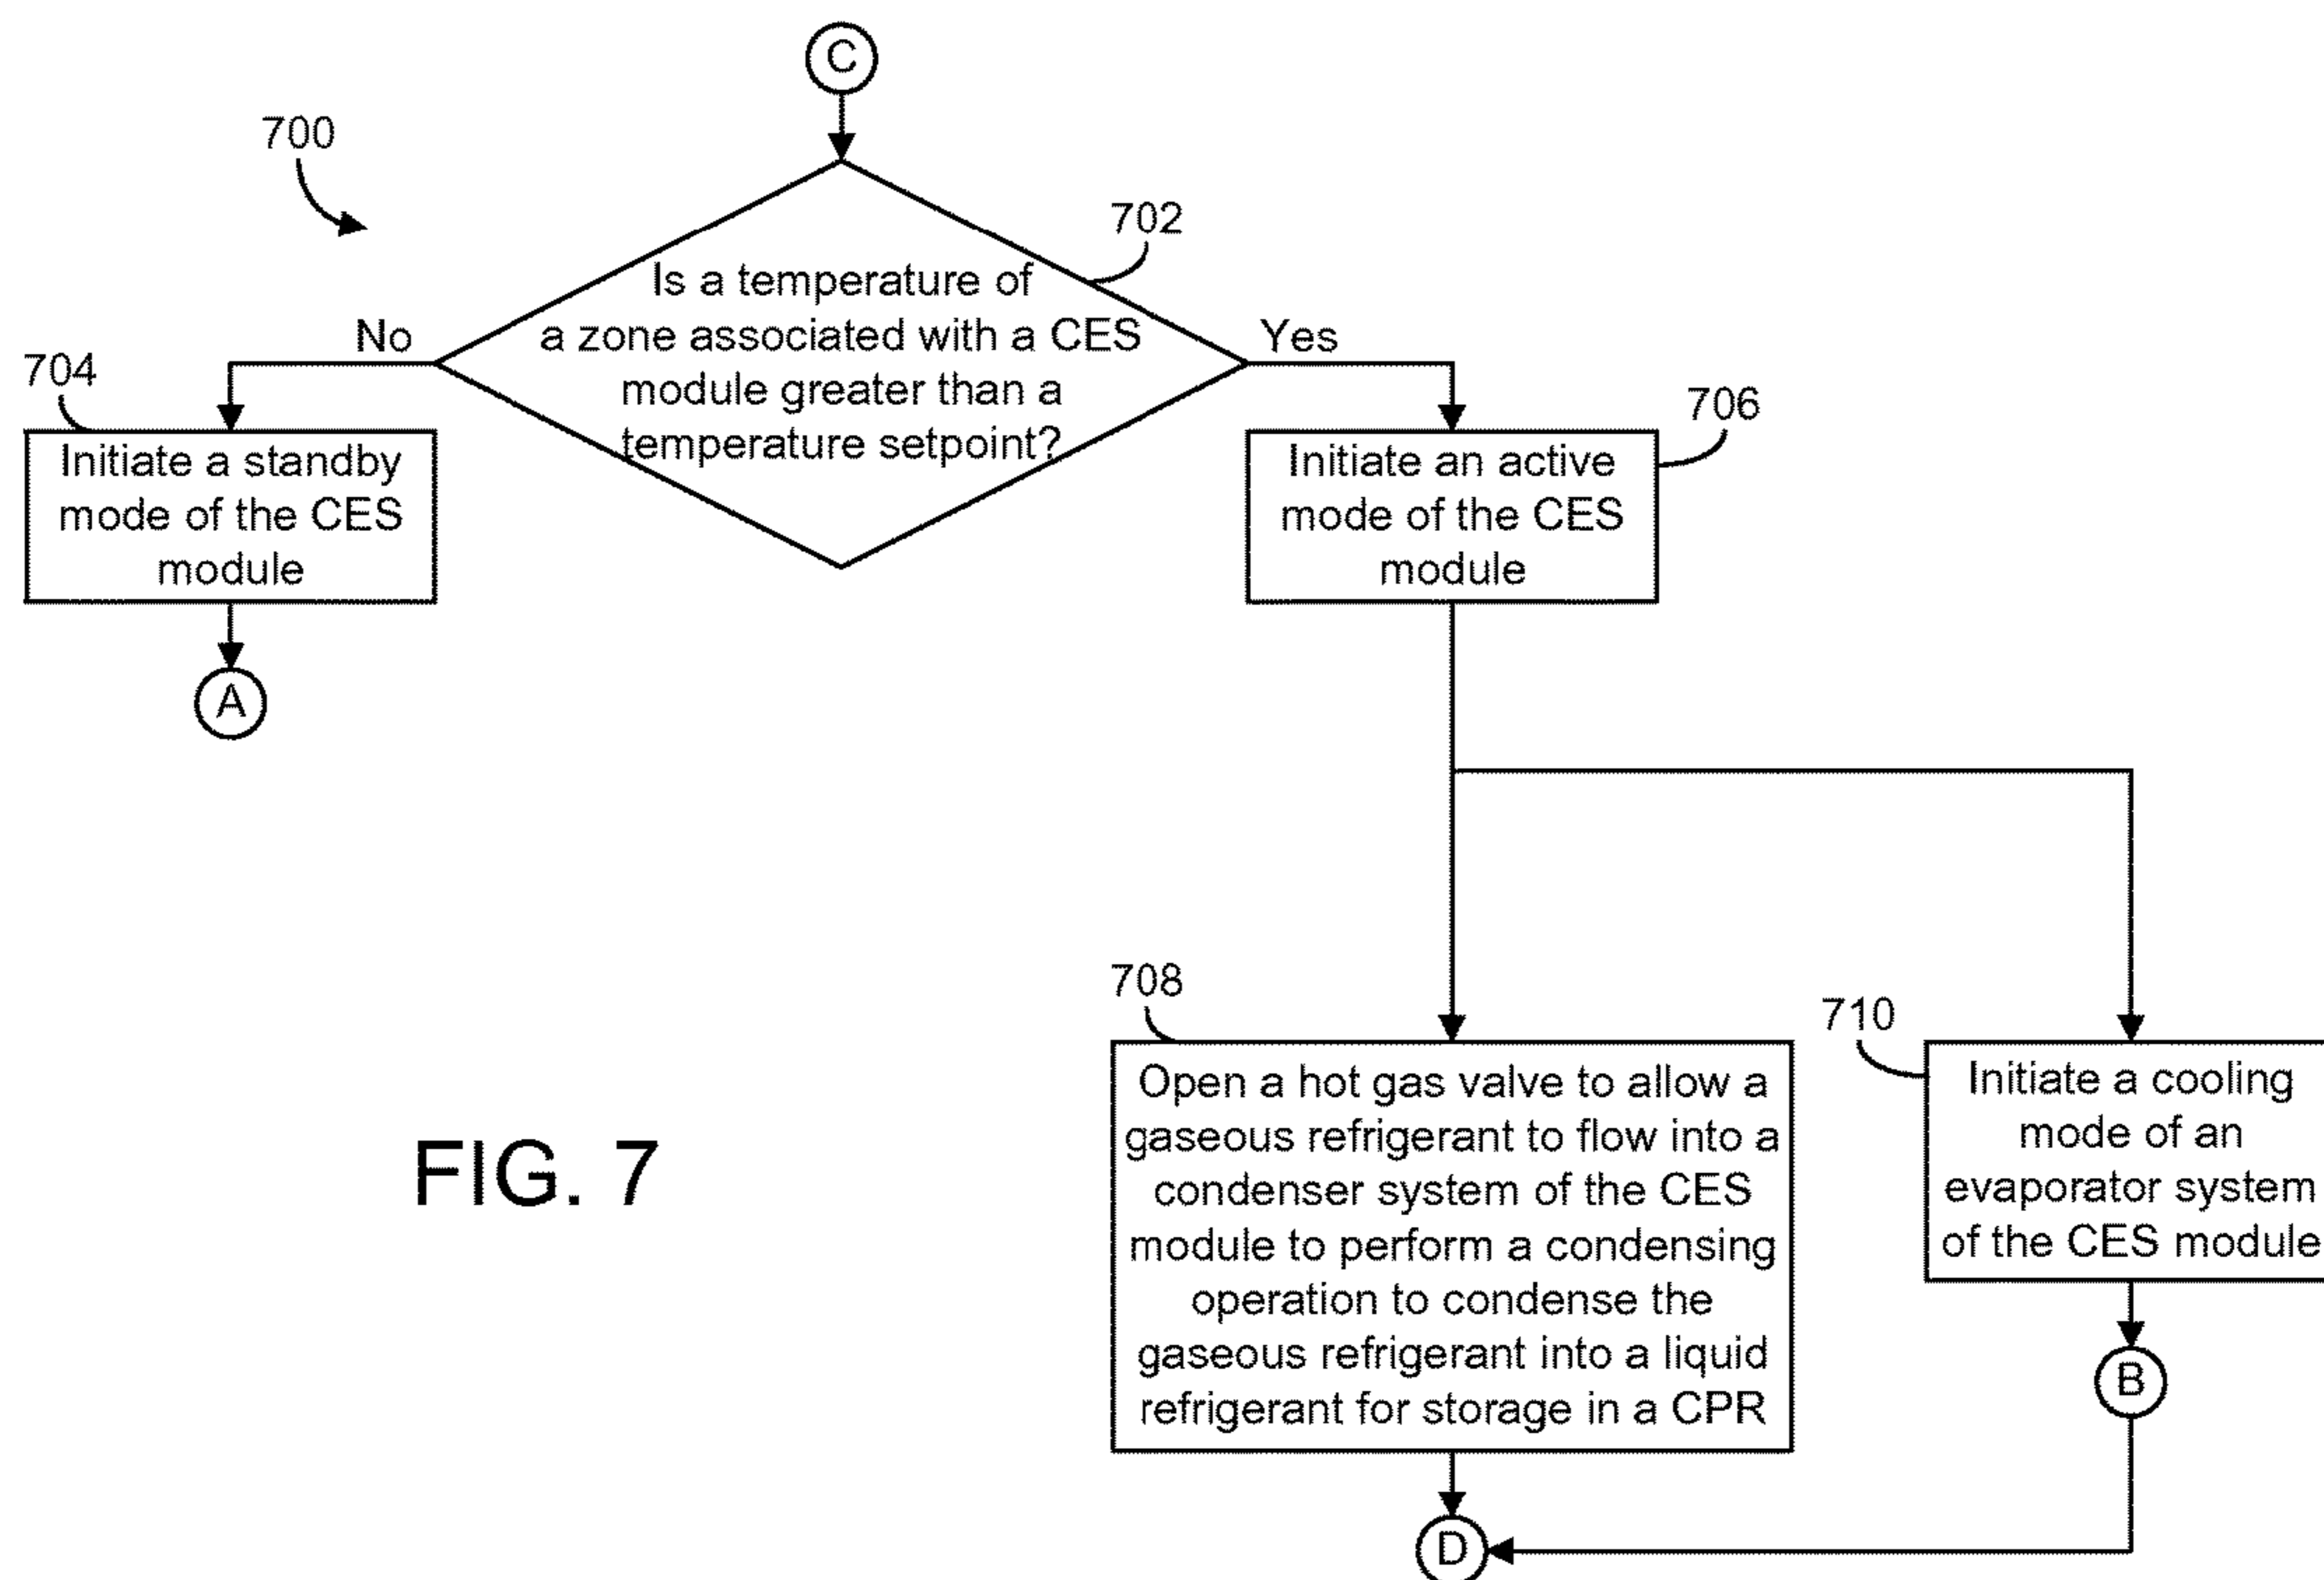 C
700
702
Is a temperature of
a zone associated with a CES
module greater than a
temperature setpoint?
No
Yes
704
Initiate a standby
mode of the CES
module
A
706
Initiate an active
mode of the CES
module
708
Open a hot gas valve to allow a
gaseous refrigerant to flow into a
condenser system of the CES
module to perform a condensing
operation to condense the
gaseous refrigerant into a liquid
refrigerant for storage in a CPR
710
Initiate a cooling
mode of an
evaporator system
of the CES module
B
D
FIG. 7